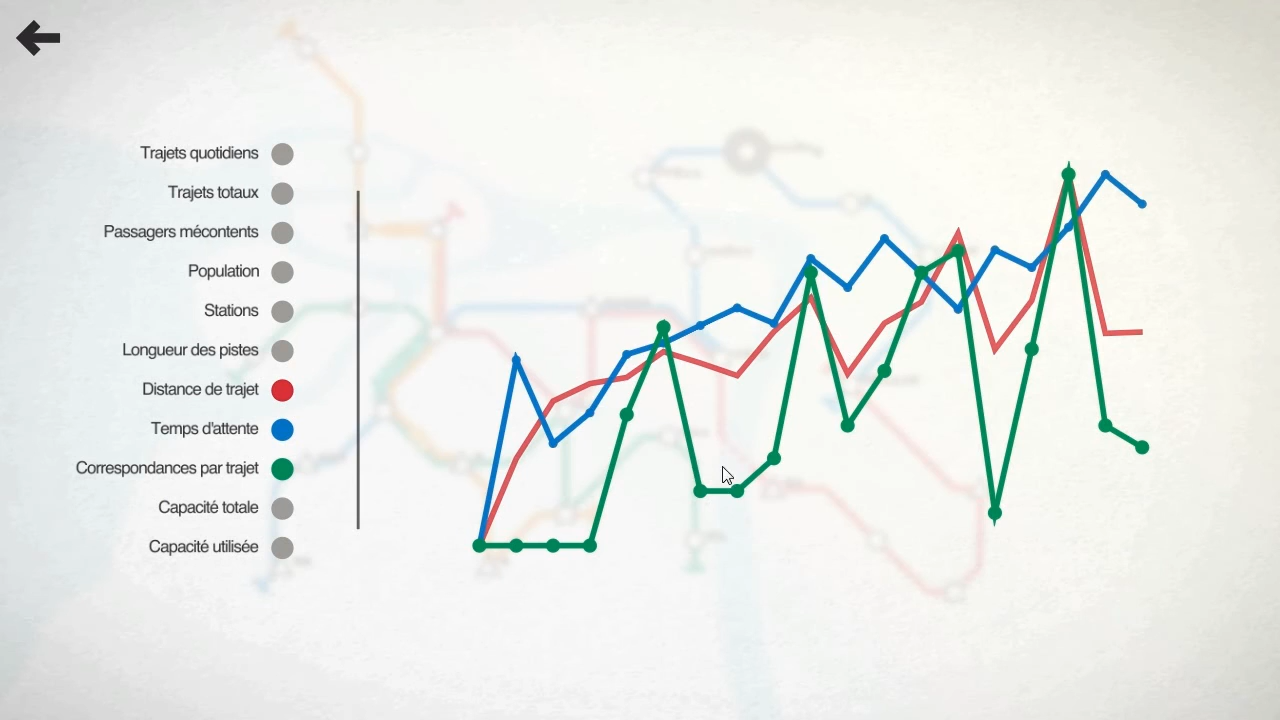 Trajets quotidiens
Trajets totaux
Passagers mécontents
Population
Stations
Longueur des pistes
Distance de trajet
Temps d'attente
Correspondances par trajet
Capacité totale
Capacité utilisée